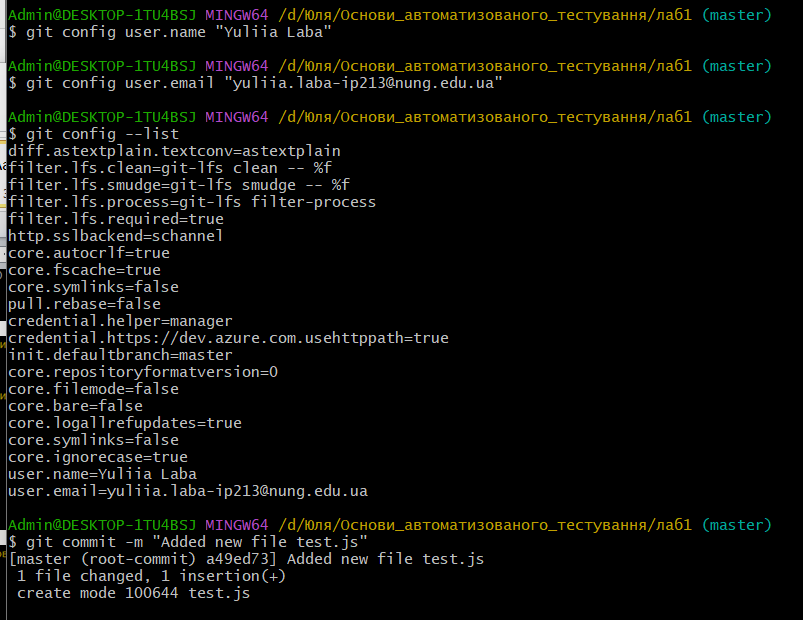 Admin@DESKTOP-1TU4BSJ MINGW64 /d/Юля/Основи_автоматизованого_тестування/лаб1 (master)
$ git config user.name "Yuliia Laba"
Admin@DESKTOP-1TU4BSJ MINGW64 /d/Юля/Основи_автоматизованого_тестування/лаб1 (master)
$ git config user.email "yuliia.laba-ip213@nung.edu.ua"
Admin@DESKTOP-1TU4BSJ MINGW64 /d/Юля/Основи_автоматизованого_тестування/лаб1 (master)
$ git config --list
diff.astextplain.textconv=astextplain
filter.lfs.clean=git-lfs clean -- %f
filter.lfs.smudge=git-lfs smudge -- %f
filter.lfs.process=git-lfs filter-process
filter.lfs.required=true
http.sslbackend=schannel
core.autocrlf=true
core.fscache=true
core.symlinks=false
pull.rebase=false
credential.helper=manager
credential.https://dev.azure.com.usehttppath=true
init.defaultbranch=master
core.repositoryformatversion=0
core.filemode=false
core.bare=false
core.logallrefupdates=true
core.symlinks=false
core.ignorecase=true
user.name=Yuliia Laba
user.email=yuliia.laba-ip213@nung.edu.ua
Admin@DESKTOP-1TU4BSJ MINGW64 /d/Юля/Основи_автоматизованого_тестування/лаб1 (master)
$ git commit -m "Added new file test.js"
[master (root-commit) a49ed73] Added new file test.js
1 file changed, 1 insertion(+)
create mode 100644 test.js